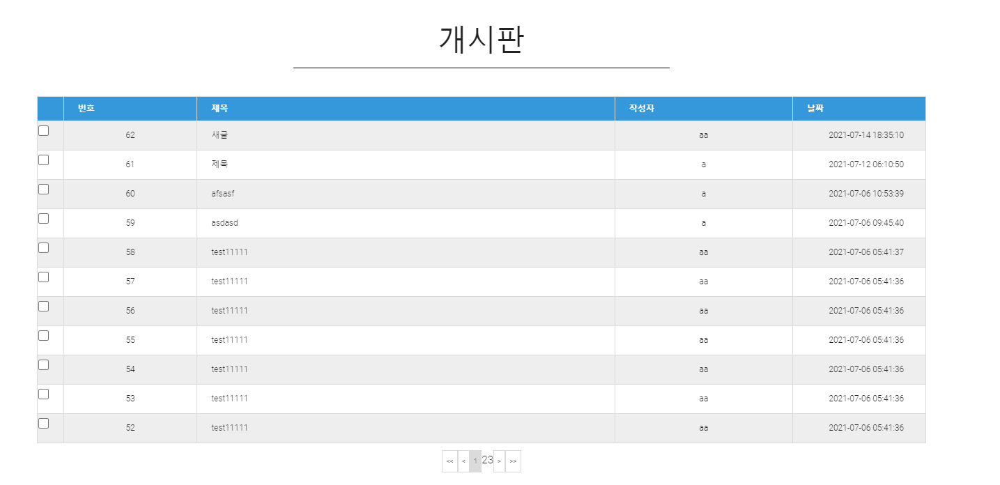 개시판
번호 제목 작성자 날짜
62 새글 aa 2021-07-14 18:35:10
61 제목 a 2021-07-12 06:10:50
60 afsasf a 2021-07-06 10:53:39
59 asdasd a 2021-07-06 09:45:40
58 test11111 aa 2021-07-06 05:41:37
57 test11111 aa 2021-07-06 05:41:36
56 test11111 aa 2021-07-06 05:41:36
55 test11111 aa 2021-07-06 05:41:36
54 test11111 aa 2021-07-06 05:41:36
53 test11111 aa 2021-07-06 05:41:36
52 test11111 aa 2021-07-06 05:41:36
<< < 1 23 > >>